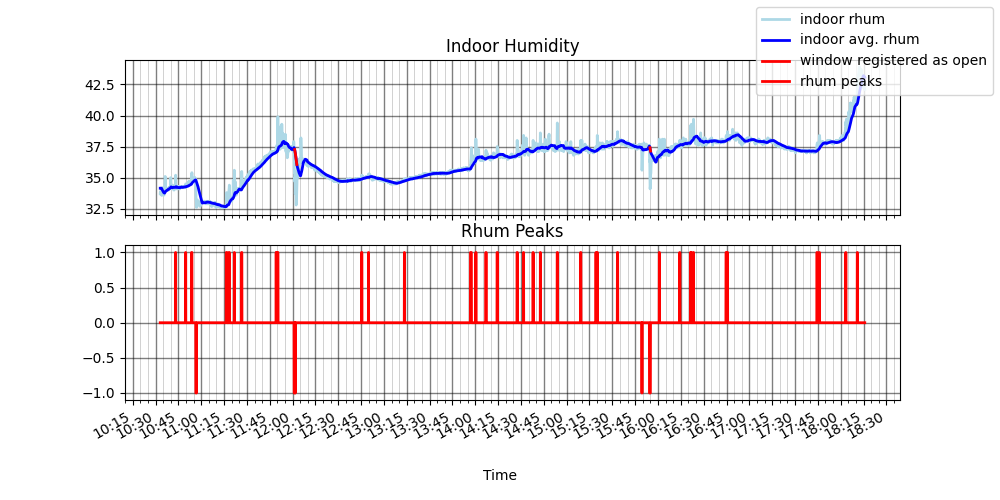 indoor rhum
indoor avg. rhum
window registered as open
rhum peaks
Indoor Humidity
42.5
40.0
37.5
35.0
32.5
Rhum Peaks
1.0
0.5
0.0
−0.5
−1.0
10:15 10:30 10:45 11:00 11:15 11:30 11:45 12:00 12:15 12:30 12:45 13:00 13:15 13:30 13:45 14:00 14:15 14:30 14:45 15:00 15:15 15:30 15:45 16:00 16:15 16:30 16:45 17:00 17:15 17:30 17:45 18:00 18:15 18:30
Time